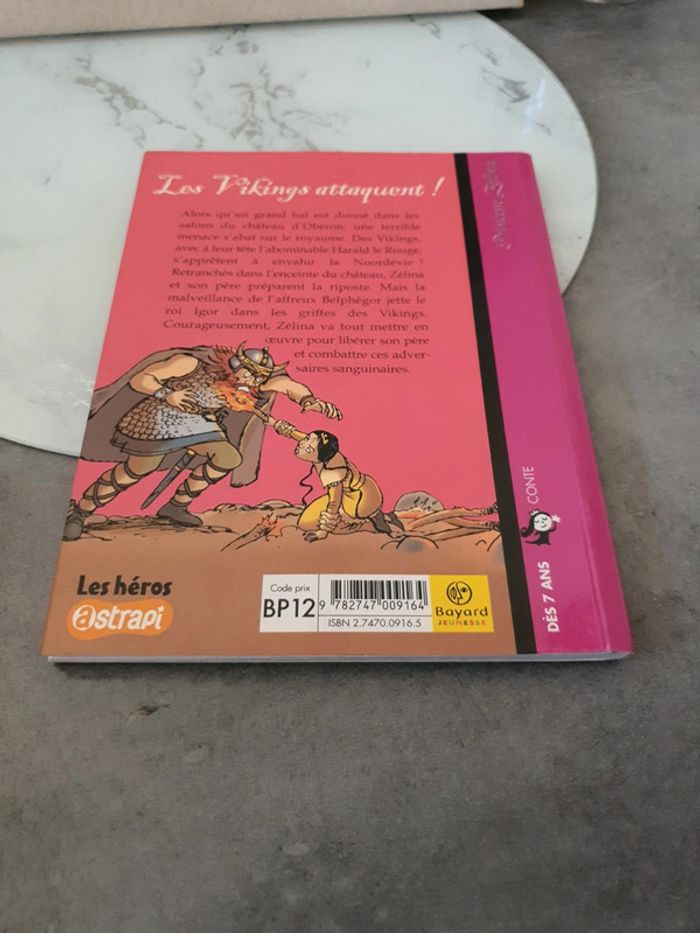 Les Vikings attaquent !
Alors qu'un grand bal est donné dans les
salons du château d'Obéron, une terrible
menace s'abat sur le royaume. Des Vikings,
avec à leur tête l'abominable Harald le Rouge,
s'apprêtent à envahir la Noordévie !
Retranchés dans l'enceinte du château, Zélina
et son père préparent la riposte. Mais la
malveillance de l'affreux Belphégor jette le
roi Igor dans les griffes des Vikings.
Courageusement, Zélina va tout mettre en
œuvre pour libérer son père
et combattre ces adver-
saires sanguinaires.
Princesse Zélina
CONTE
DÈS 7 ANS
Les héros
astrapi
Code prix
BP12
9 782747 009164
ISBN 2.7470.0916.5
Bayard
JEUNESSE